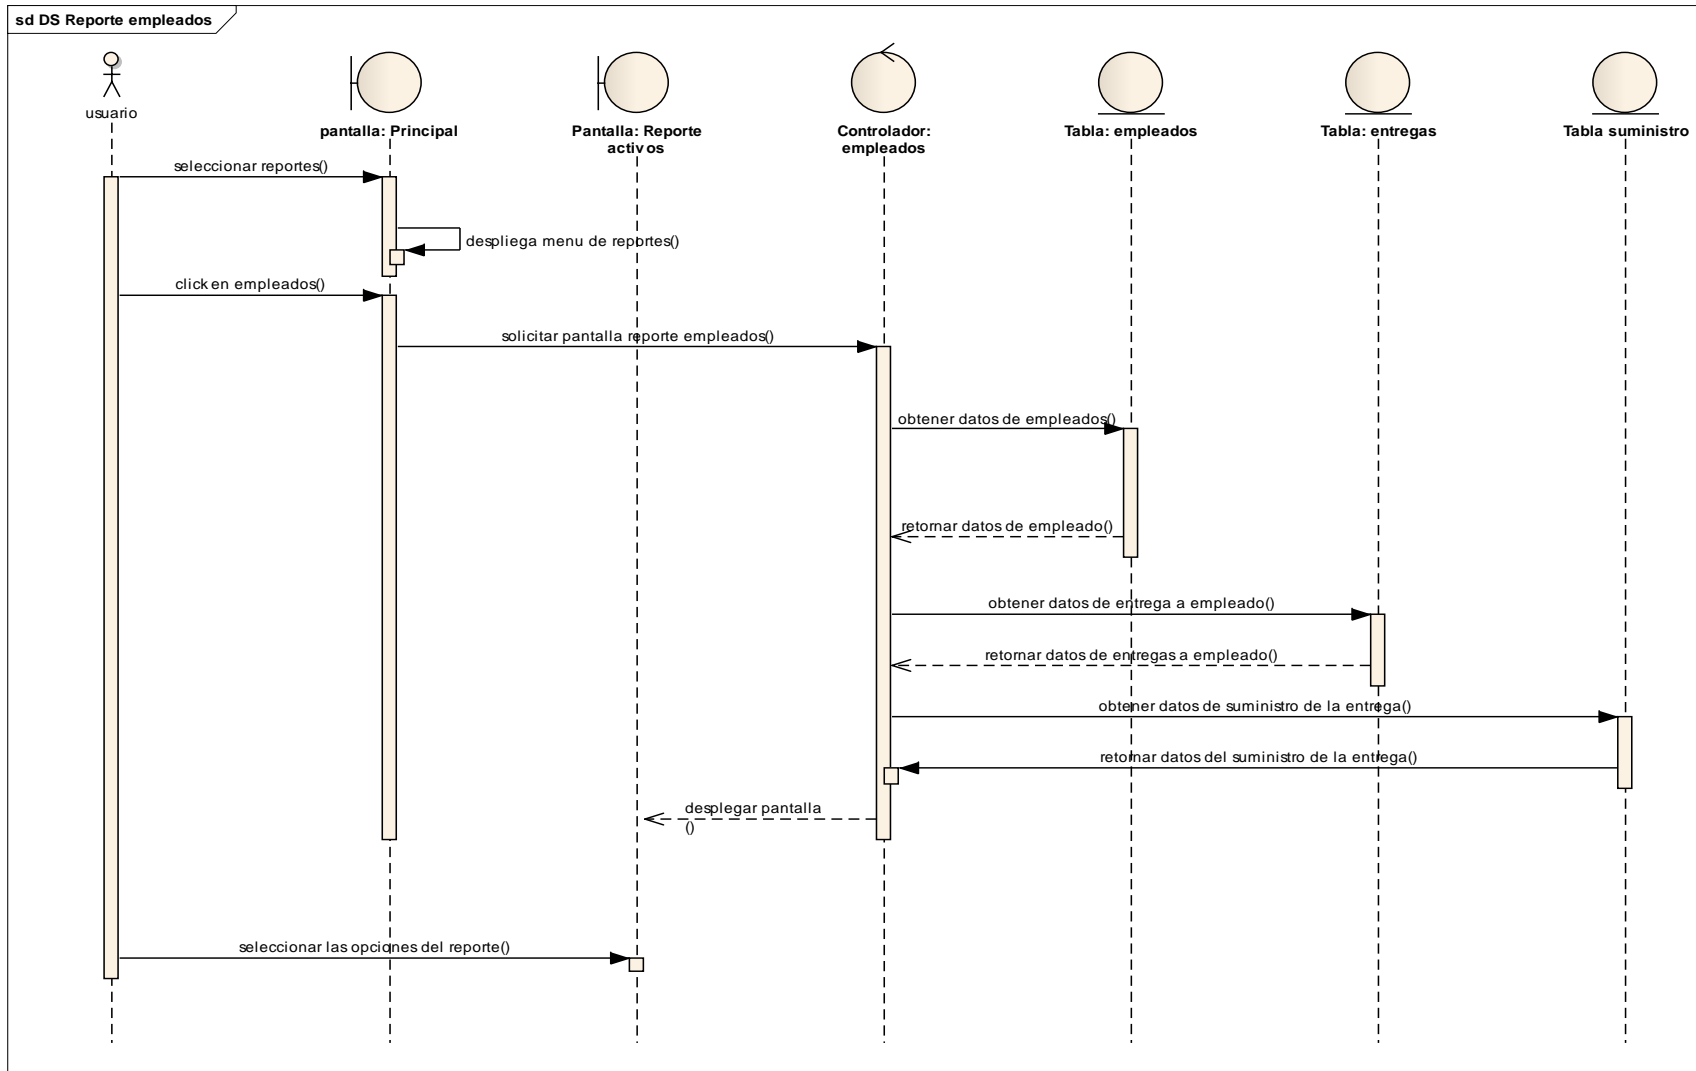 sd DS Reporte empleados
usuario
pantalla: Principal
Pantalla: Reporte
activos
Controlador:
empleados
Tabla: empleados
Tabla: entregas
Tabla suministro
seleccionar reportes()
despliega menu de reportes()
click en empleados()
solicitar pantalla reporte empleados()
obtener datos de empleados()
retornar datos de empleado()
obtener datos de entrega a empleado()
retornar datos de entregas a empleado()
obtener datos de suministro de la entrega()
retornar datos del suministro de la entrega()
desplegar pantalla
()
seleccionar las opciones del reporte()